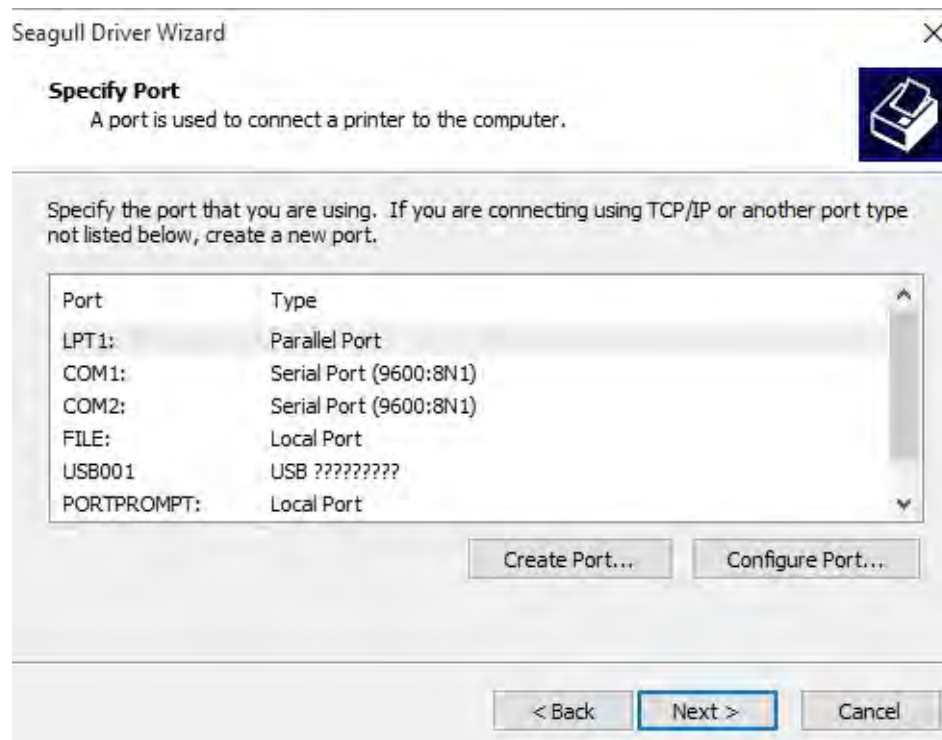 Seagull Driver Wizard
Specify Port
A port is used to connect a printer to the computer.
Specify the port that you are using. If you are connecting using TCP/IP or another port type
not listed below, create a new port.
Port Type
LPT1: Parallel Port
COM1: Serial Port (9600:8N1)
COM2: Serial Port (9600:8N1)
FILE: Local Port
USB001 USB ?????????
PORTPROMPT: Local Port
Create Port... Configure Port...
< Back Next > Cancel